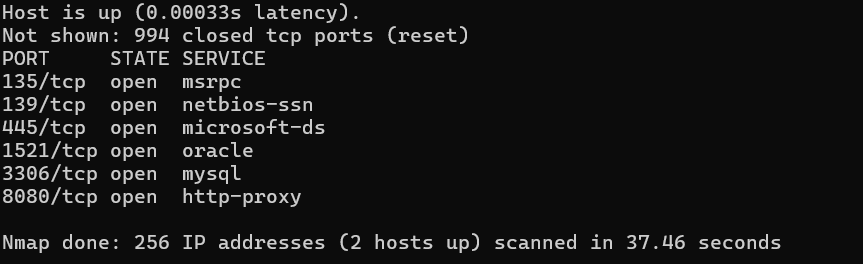 Host is up (0.00033s latency).
Not shown: 994 closed tcp ports (reset)
PORT     STATE SERVICE
135/tcp  open  msrpc
139/tcp  open  netbios-ssn
445/tcp  open  microsoft-ds
1521/tcp open  oracle
3306/tcp open  mysql
8080/tcp open  http-proxy
Nmap done: 256 IP addresses (2 hosts up) scanned in 37.46 seconds